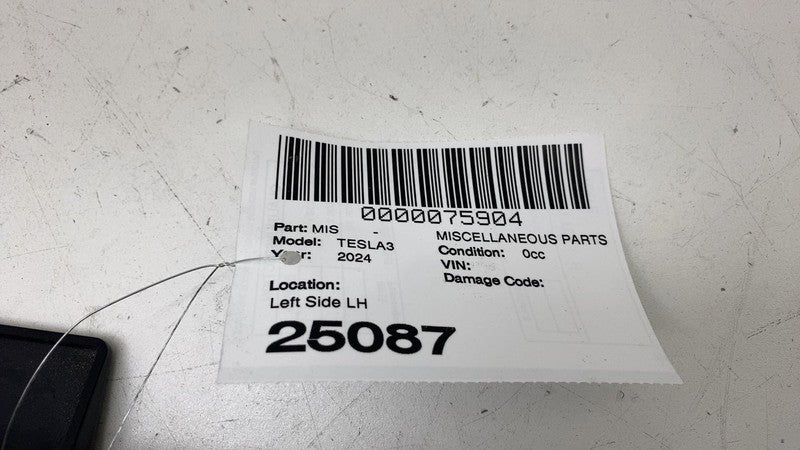 0000075904
Part: MIS - MISCELLANEOUS PARTS
Model: TESLA3 Condition: 0cc
Year: 2024 VIN:
Damage Code:
Location:
Left Side LH
25087